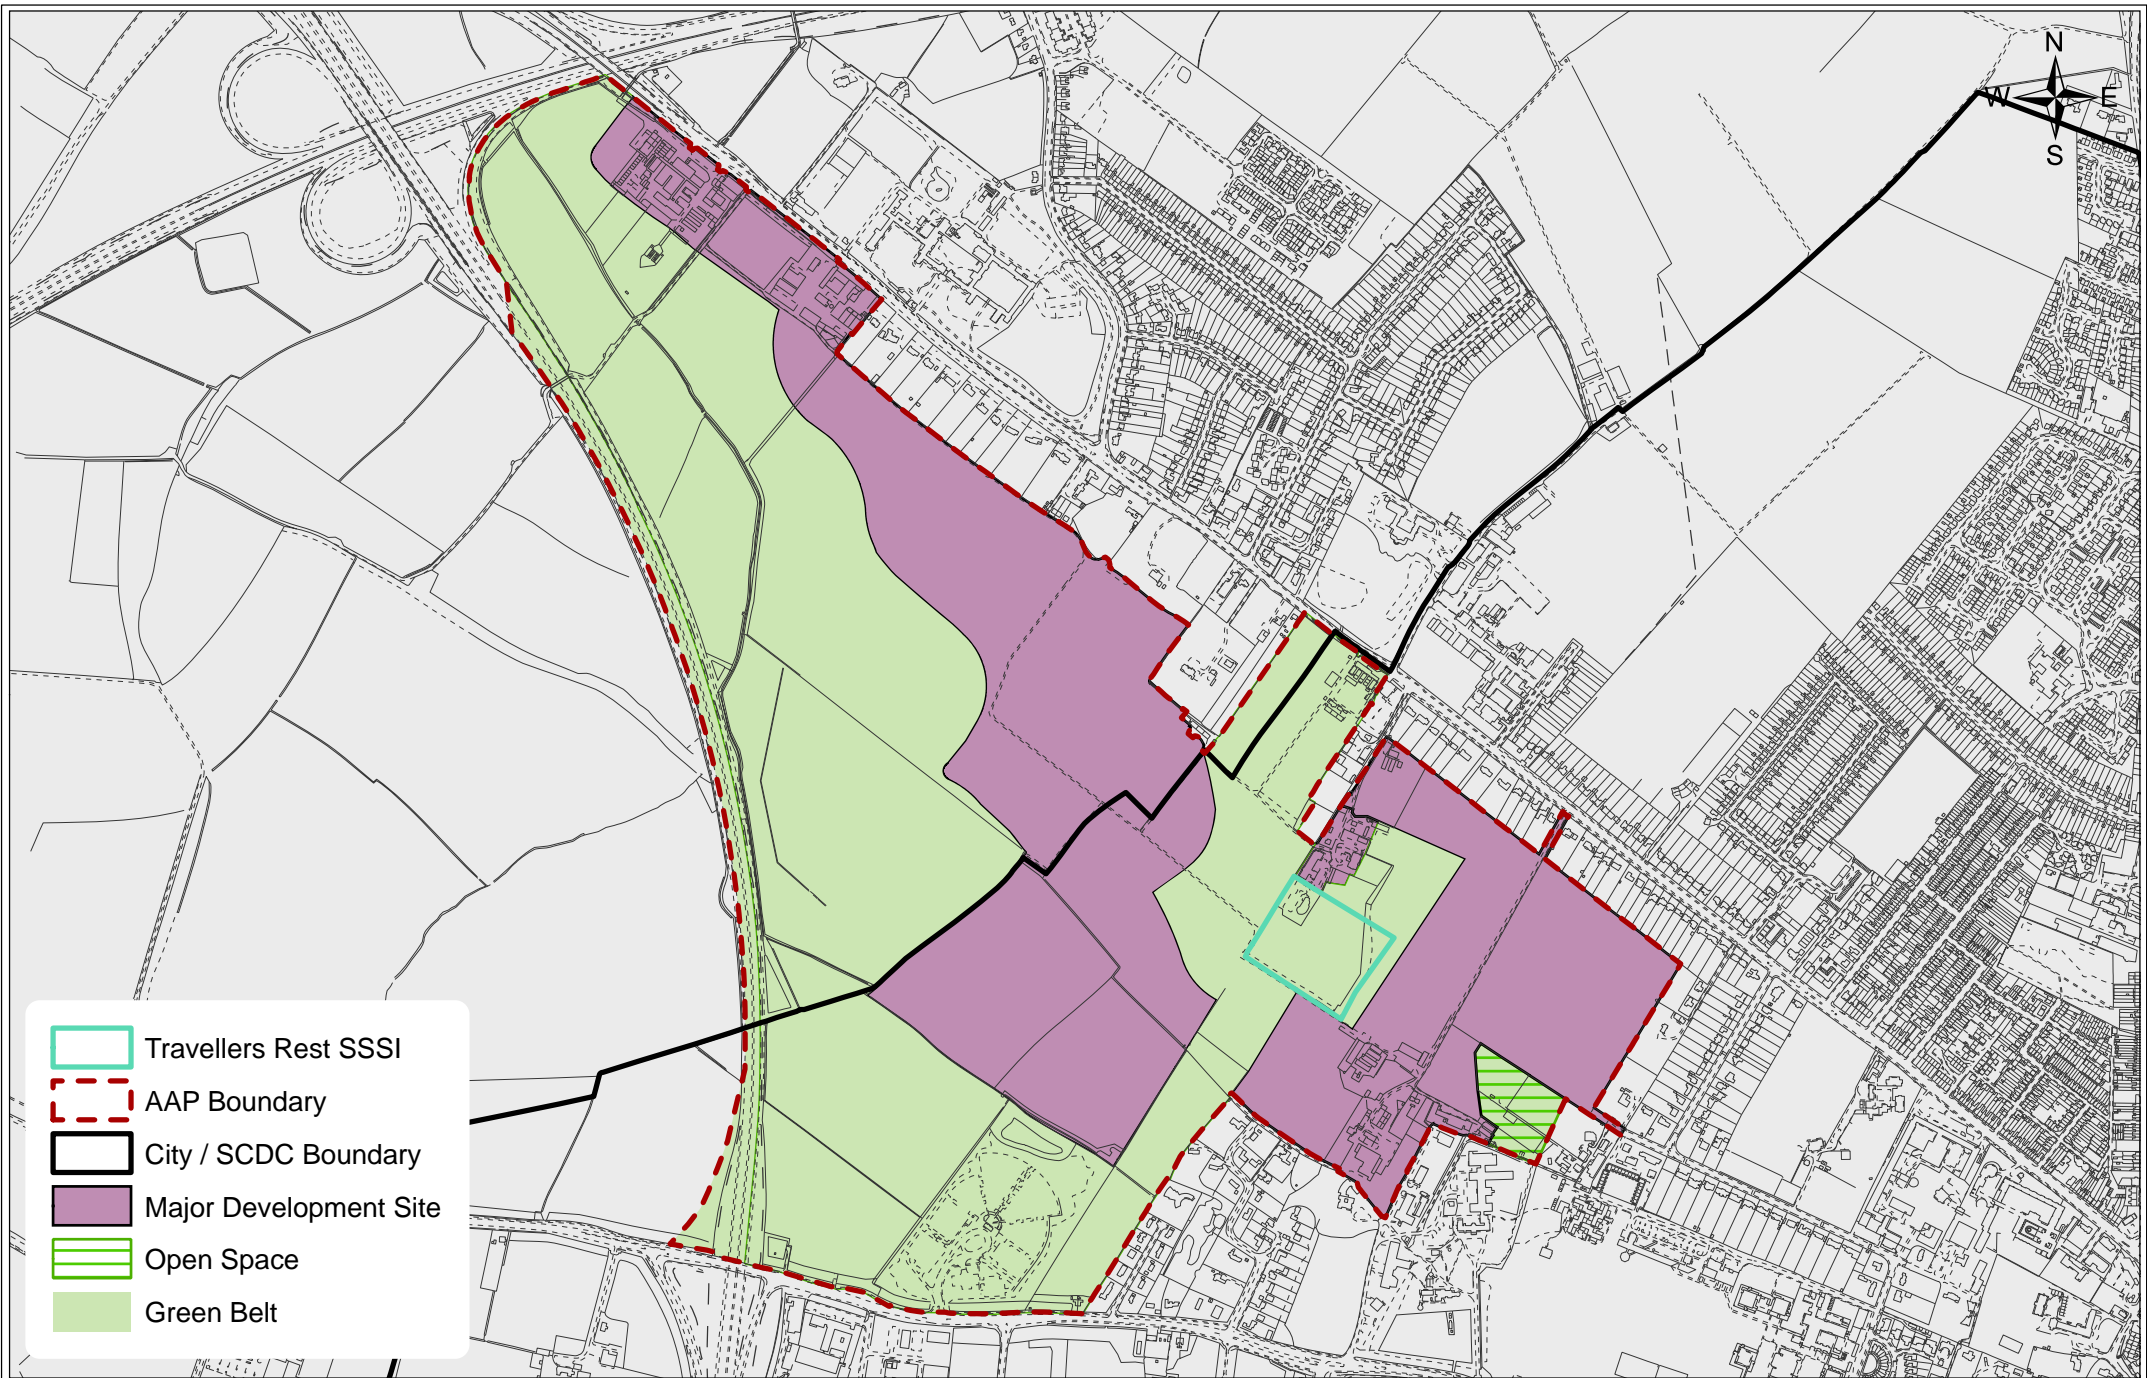 N
W E
S
Travellers Rest SSSI
AAP Boundary
City / SCDC Boundary
Major Development Site
Open Space
Green Belt